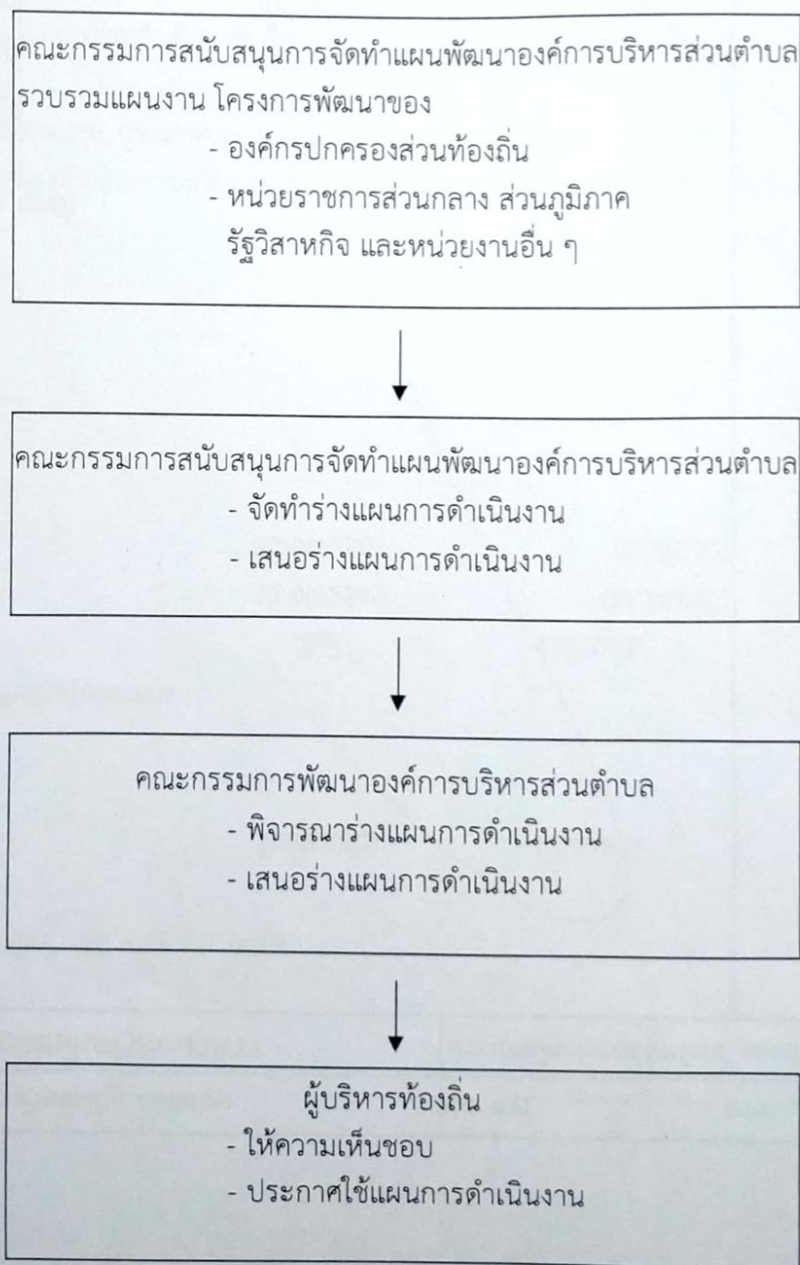 คณะกรรมการสนับสนุนการจัดทำแผนพัฒนาองค์การบริหารส่วนตำบล
รวบรวมแผนงาน โครงการพัฒนาของ
- องค์กรปกครองส่วนท้องถิ่น
- หน่วยราชการส่วนกลาง ส่วนภูมิภาค
รัฐวิสาหกิจ และหน่วยงานอื่น ๆ
คณะกรรมการสนับสนุนการจัดทำแผนพัฒนาองค์การบริหารส่วนตำบล
- จัดทำร่างแผนการดำเนินงาน
- เสนอร่างแผนการดำเนินงาน
คณะกรรมการพัฒนาองค์การบริหารส่วนตำบล
- พิจารณาร่างแผนการดำเนินงาน
- เสนอร่างแผนการดำเนินงาน
ผู้บริหารท้องถิ่น
- ให้ความเห็นชอบ
- ประกาศใช้แผนการดำเนินงาน